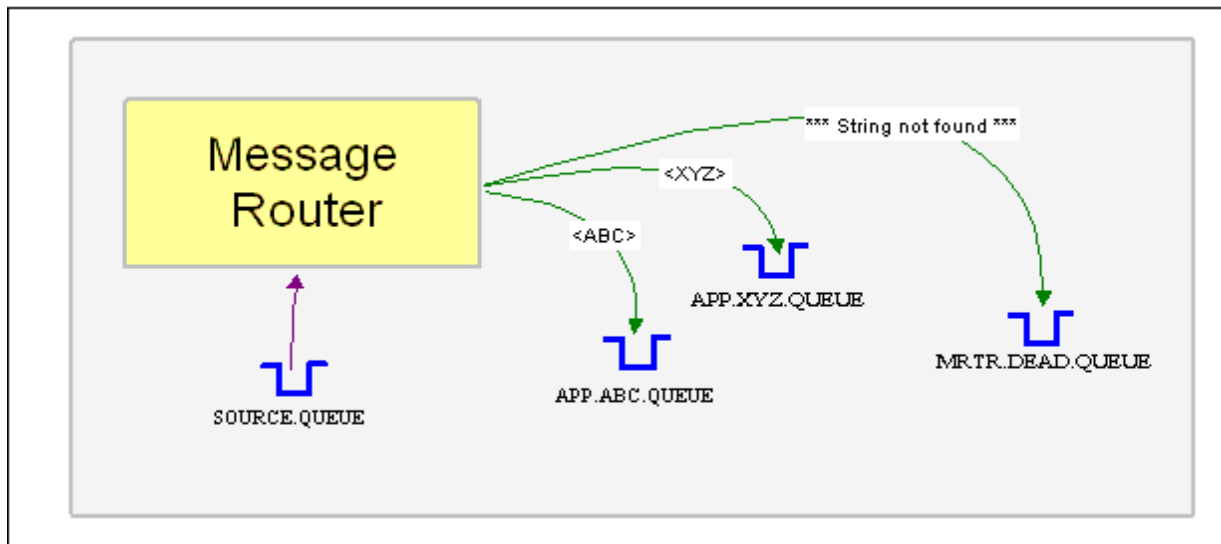 Message
Router
*** String not found ***
<XYZ>
<ABC>
APP.XYZ.QUEUE
MRTR.DEAD.QUEUE
APP.ABC.QUEUE
SOURCE.QUEUE